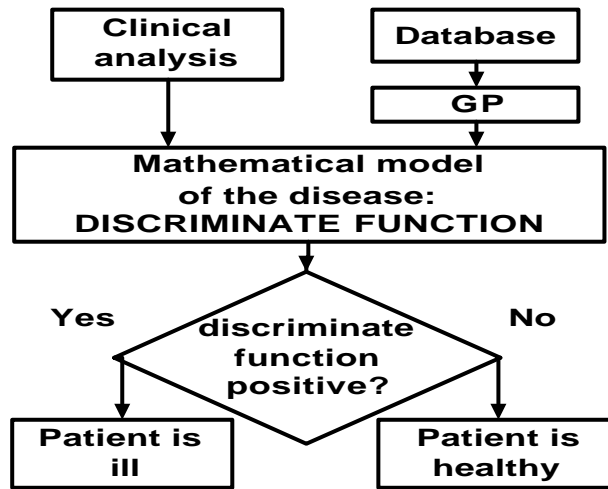 Clinical
analysis
Database
GP
Mathematical model
of the disease:
DISCRIMINATE FUNCTION
Yes
No
discriminate
function
positive?
Patient is
ill
Patient is
healthy